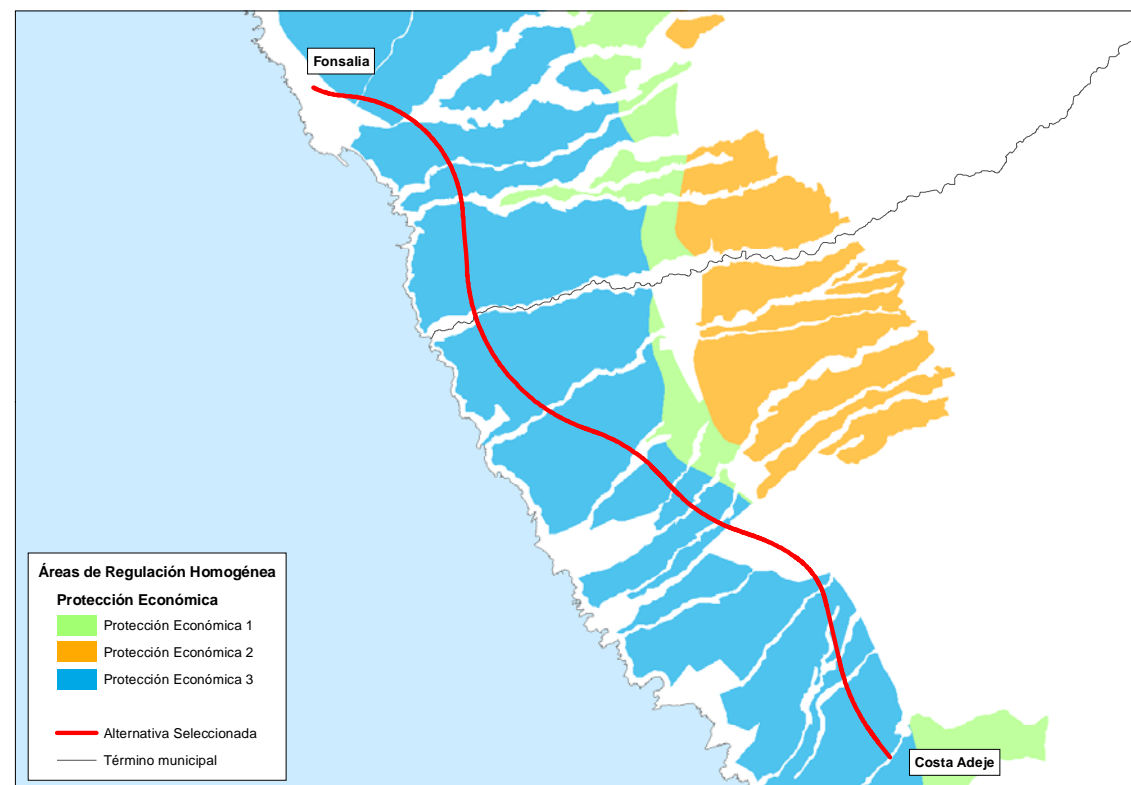 Fonsalia
Áreas de Regulación Homogénea
Protección Económica
Protección Económica 1
Protección Económica 2
Protección Económica 3
Alternativa Seleccionada
Término municipal
Costa Adeje